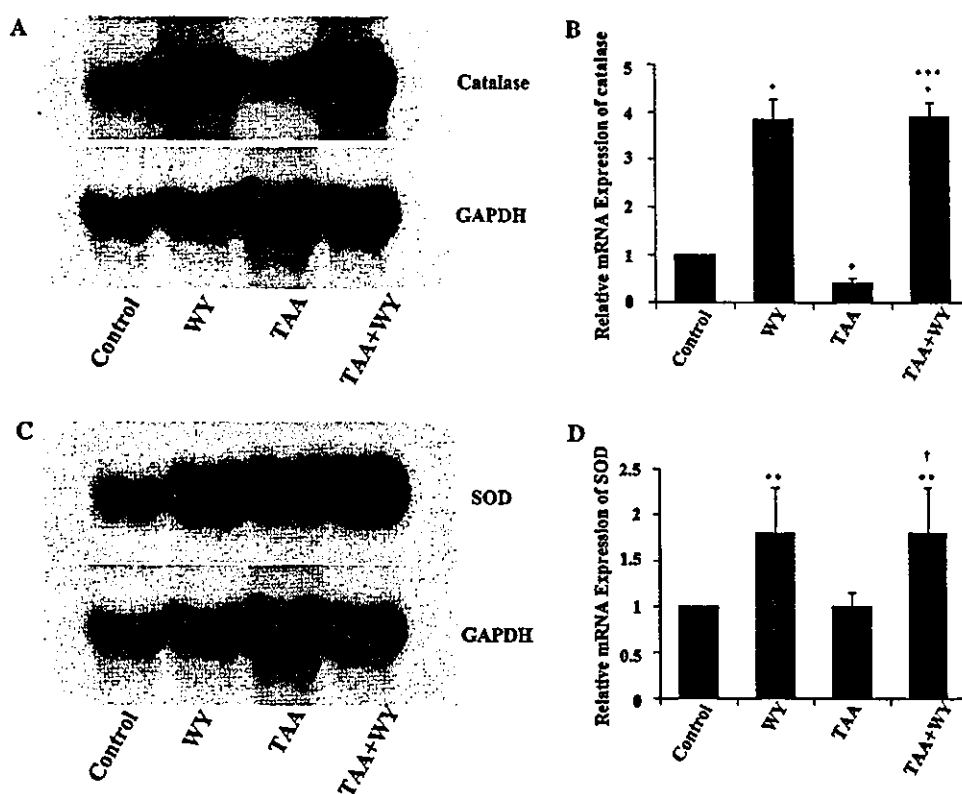 A
Catalase
GAPDH
Control
WY
TAA
TAA+WY
B
Relative mRNA Expression of catalase
5
4
3
2
1
0
*
*
***
*
Control
WY
TAA
TAA+WY
C
SOD
GAPDH
Control
WY
TAA
TAA+WY
D
Relative mRNA Expression of SOD
2.5
2
1.5
1
0.5
0
**
†
**
Control
WY
TAA
TAA+WY